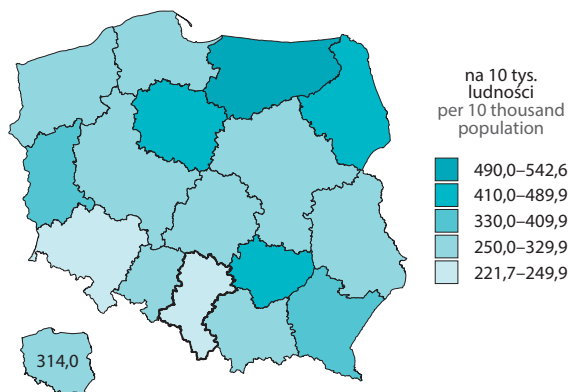 na 10 tys.
ludności
per 10 thousand
population
490,0–542,6
410,0–489,9
330,0–409,9
250,0–329,9
221,7–249,9
314,0